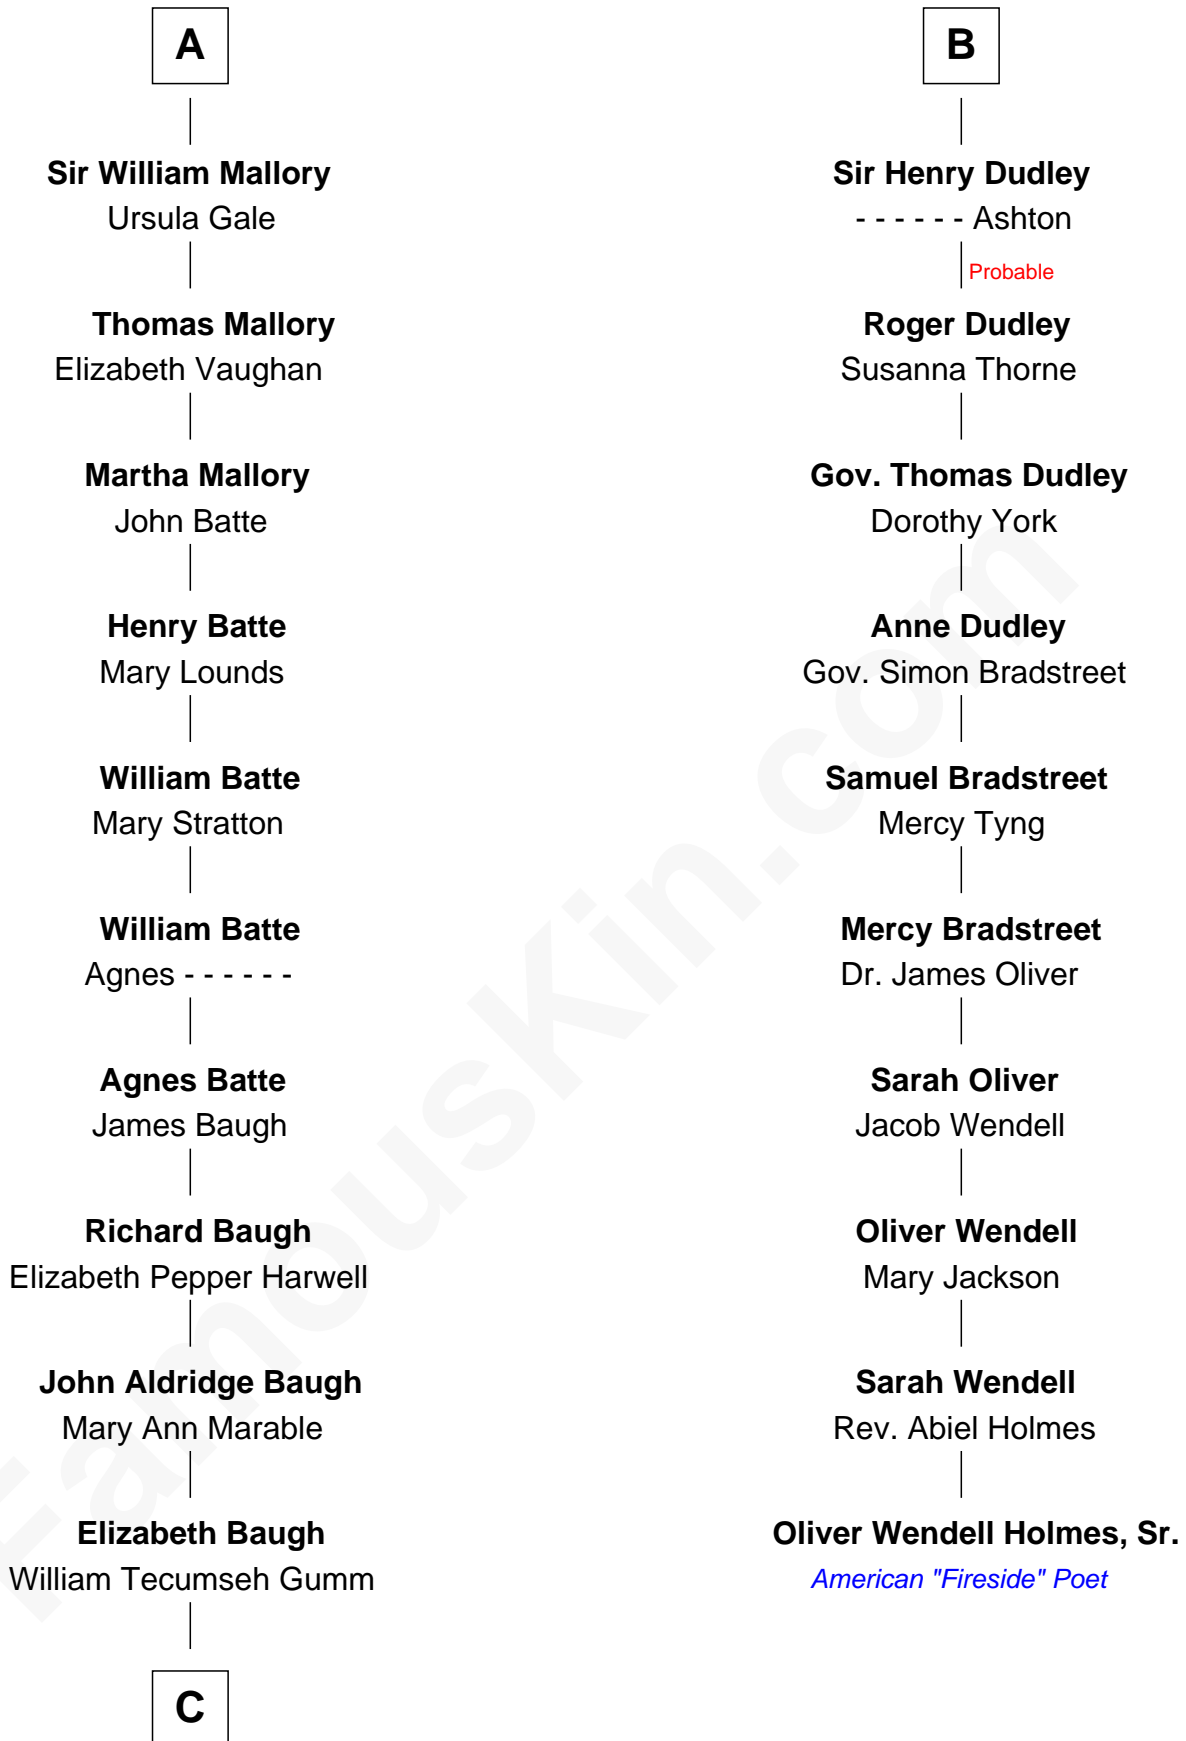 A
Sir William Mallory
Ursula Gale
Thomas Mallory
Elizabeth Vaughan
Martha Mallory
John Batte
Henry Batte
Mary Lounds
William Batte
Mary Stratton
William Batte
Agnes - - - - - -
Agnes Batte
James Baugh
Richard Baugh
Elizabeth Pepper Harwell
John Aldridge Baugh
Mary Ann Marable
Elizabeth Baugh
William Tecumseh Gumm
C
B
Sir Henry Dudley
- - - - - - Ashton
Probable
Roger Dudley
Susanna Thorne
Gov. Thomas Dudley
Dorothy York
Anne Dudley
Gov. Simon Bradstreet
Samuel Bradstreet
Mercy Tyng
Mercy Bradstreet
Dr. James Oliver
Sarah Oliver
Jacob Wendell
Oliver Wendell
Mary Jackson
Sarah Wendell
Rev. Abiel Holmes
Oliver Wendell Holmes, Sr.
American "Fireside" Poet
FamousKin.com